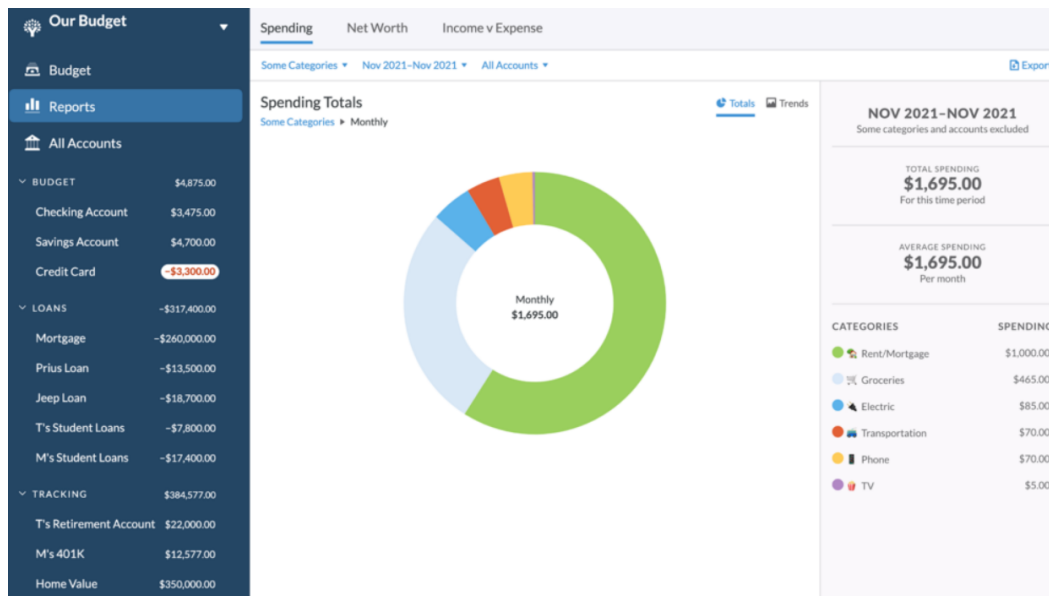 Our Budget
Budget
Reports
All Accounts
BUDGET $4,875.00
Checking Account $3,475.00
Savings Account $4,700.00
Credit Card -$3,300.00
LOANS -$317,400.00
Mortgage -$260,000.00
Prius Loan -$13,500.00
Jeep Loan -$18,700.00
T's Student Loans -$7,800.00
M's Student Loans -$17,400.00
TRACKING $384,577.00
T's Retirement Account $22,000.00
M's 401K $12,577.00
Home Value $350,000.00
Spending Net Worth Income v Expense
Some Categories Nov 2021–Nov 2021 All Accounts Expor
Spending Totals
Totals Trends
Some Categories Monthly
Monthly
$1,695.00
NOV 2021–NOV 2021
Some categories and accounts excluded
TOTAL SPENDING
$1,695.00
For this time period
AVERAGE SPENDING
$1,695.00
Per month
CATEGORIES SPENDING
Rent/Mortgage $1,000.00
Groceries $465.00
Electric $85.00
Transportation $70.00
Phone $70.00
TV $5.00